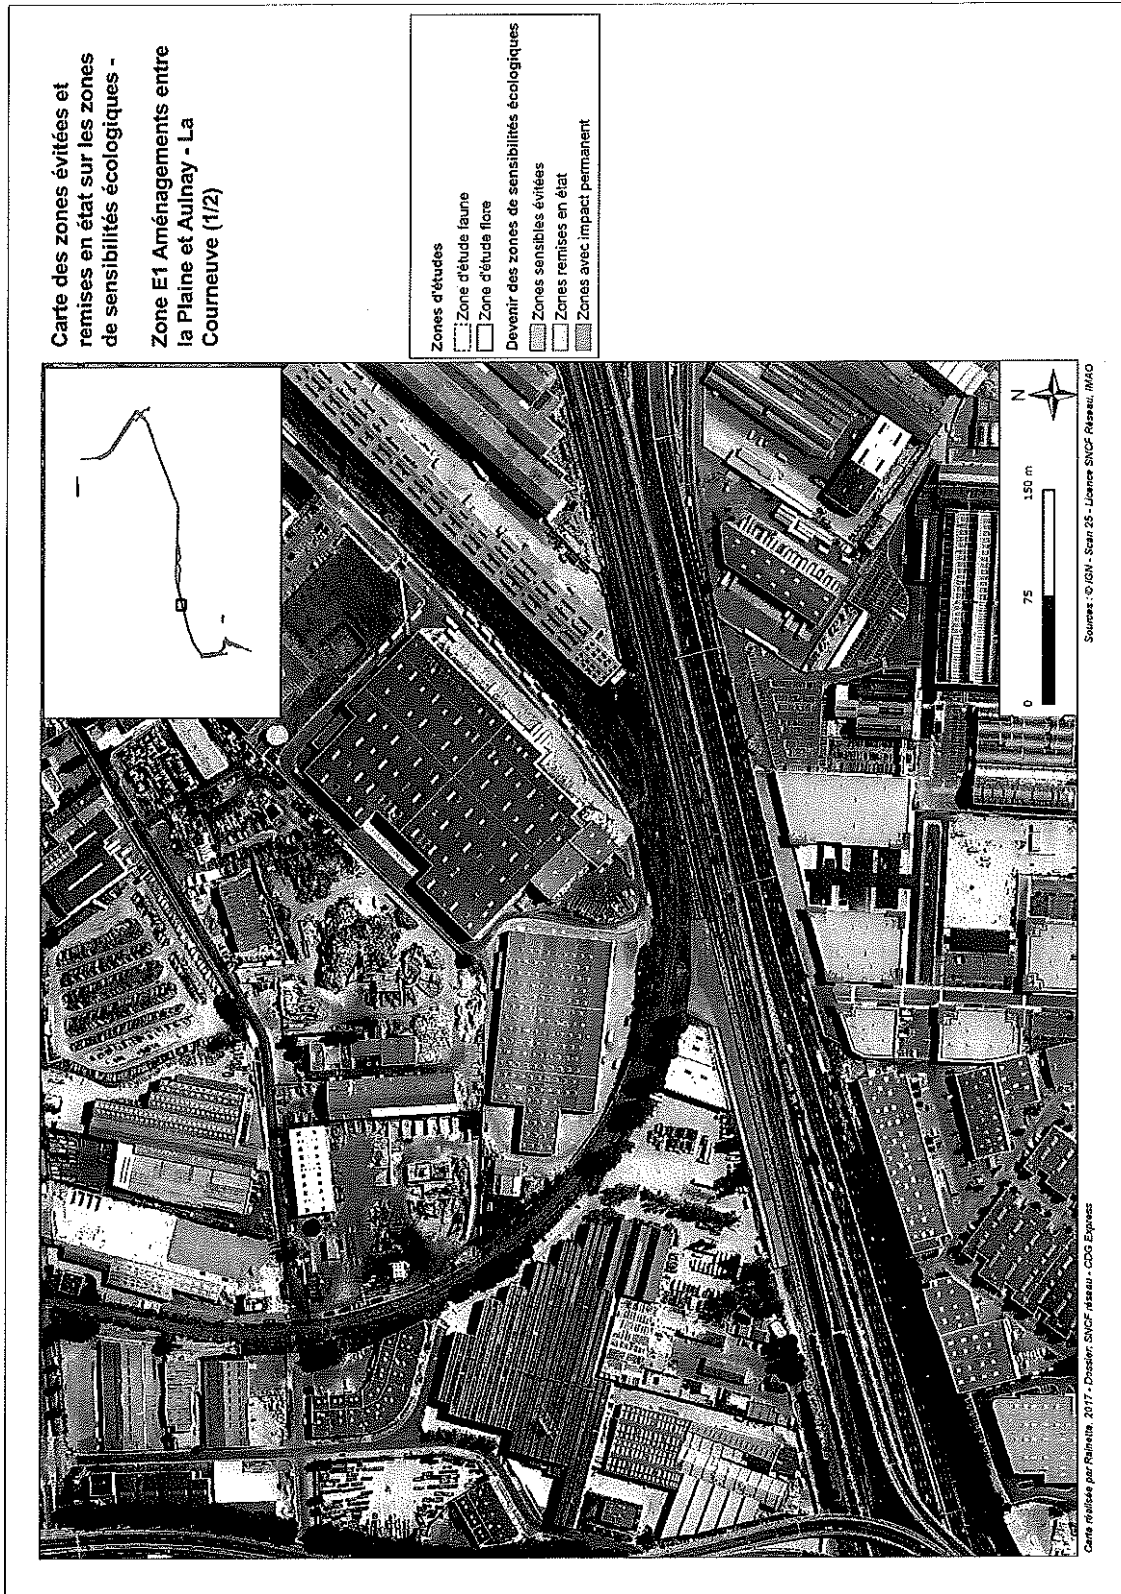 Carte des zones évitées et
remises en état sur les zones
de sensibilités écologiques -
Zone E1 Aménagements entre
la Plaine et Aulnay - La
Courneuve (1/2)
Zones d'études
Zone d'étude faune
Zone d'étude flore
Devenir des zones de sensibilités écologiques
Zones sensibles évitées
Zones remises en état
Zones avec impact permanent
N
0 75 150 m
Carte réalisée par Rainette, 2017 - Dossier: SNCF réseau - CDG Express
Sources : © IGN - Scan 25 - Licence SNCF Réseau, IMAO